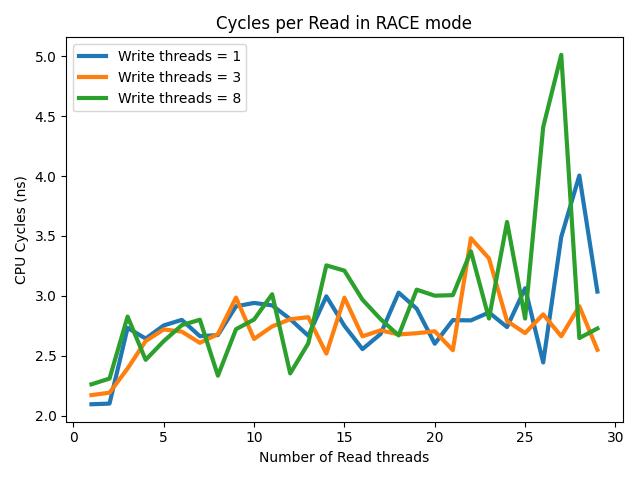 Cycles per Read in RACE mode
Write threads = 1
Write threads = 3
Write threads = 8
5.0
4.5
4.0
3.5
3.0
2.5
2.0
CPU Cycles (ns)
0 5 10 15 20 25 30
Number of Read threads